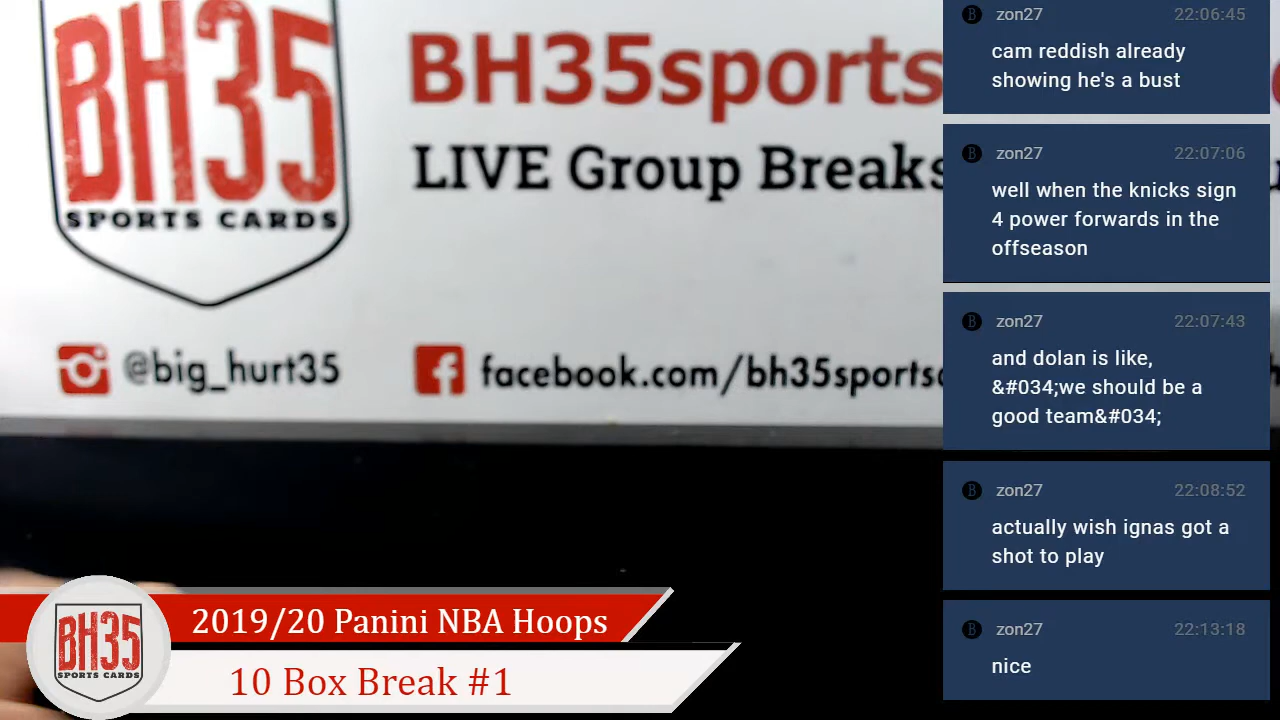 BH35
SPORTS CARDS
BH35sports
LIVE Group Breaks
@big_hurt35
facebook.com/bh35sports
2019/20 Panini NBA Hoops
10 Box Break #1
BH35
SPORTS CARDS
zon27 22:06:45
cam reddish already
showing he's a bust
zon27 22:07:06
well when the knicks sign
4 power forwards in the
offseason
zon27 22:07:43
and dolan is like,
&#034;we should be a
good team&#034;
zon27 22:08:52
actually wish ignas got a
shot to play
zon27 22:13:18
nice